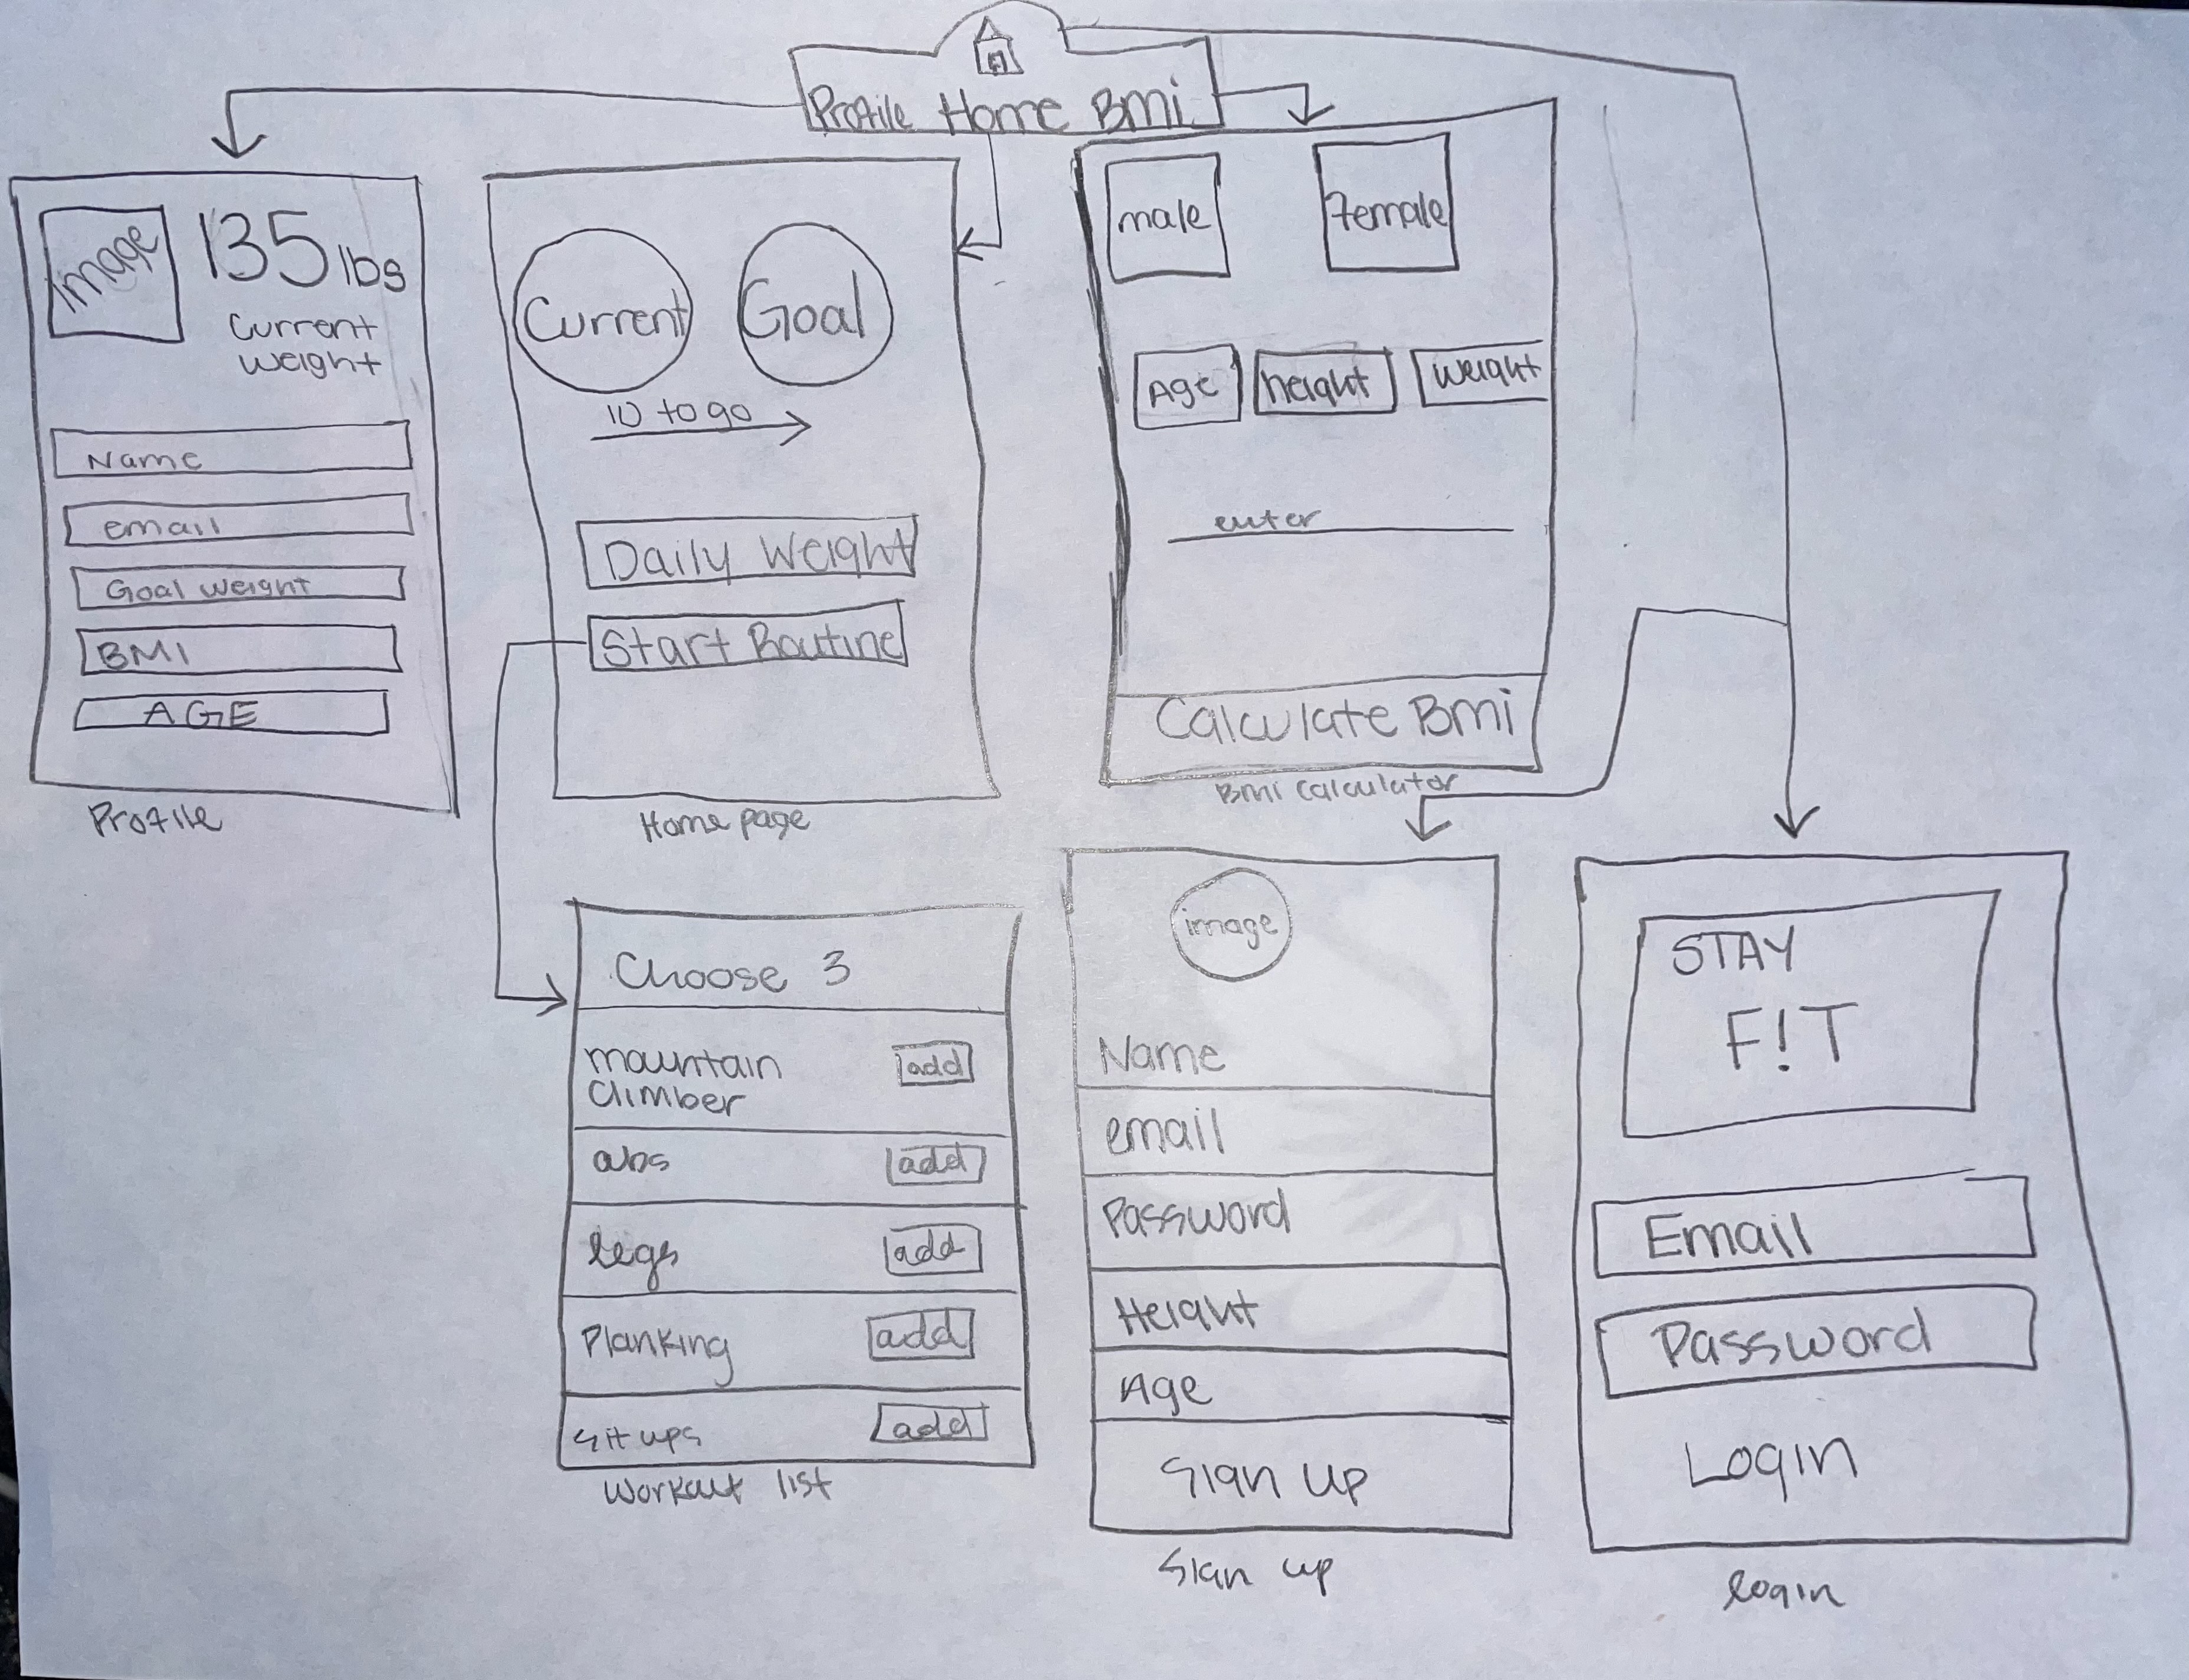 Profile Home Bmi
Image
135 lbs
Current
weight
Name
email
Goal weight
BMI
AGE
Profile
Current
Goal
10 to go
Daily Weight
Start Routine
Home page
male
Female
Age
height
weight
enter
Calculate Bmi
Bmi Calculator
Choose 3
mountain
Climber
add
abs
add
legs
add
Planking
add
sit ups
add
Workout list
image
Name
email
Password
Height
Age
Sign up
Sign up
STAY
F!T
Email
Password
Login
login